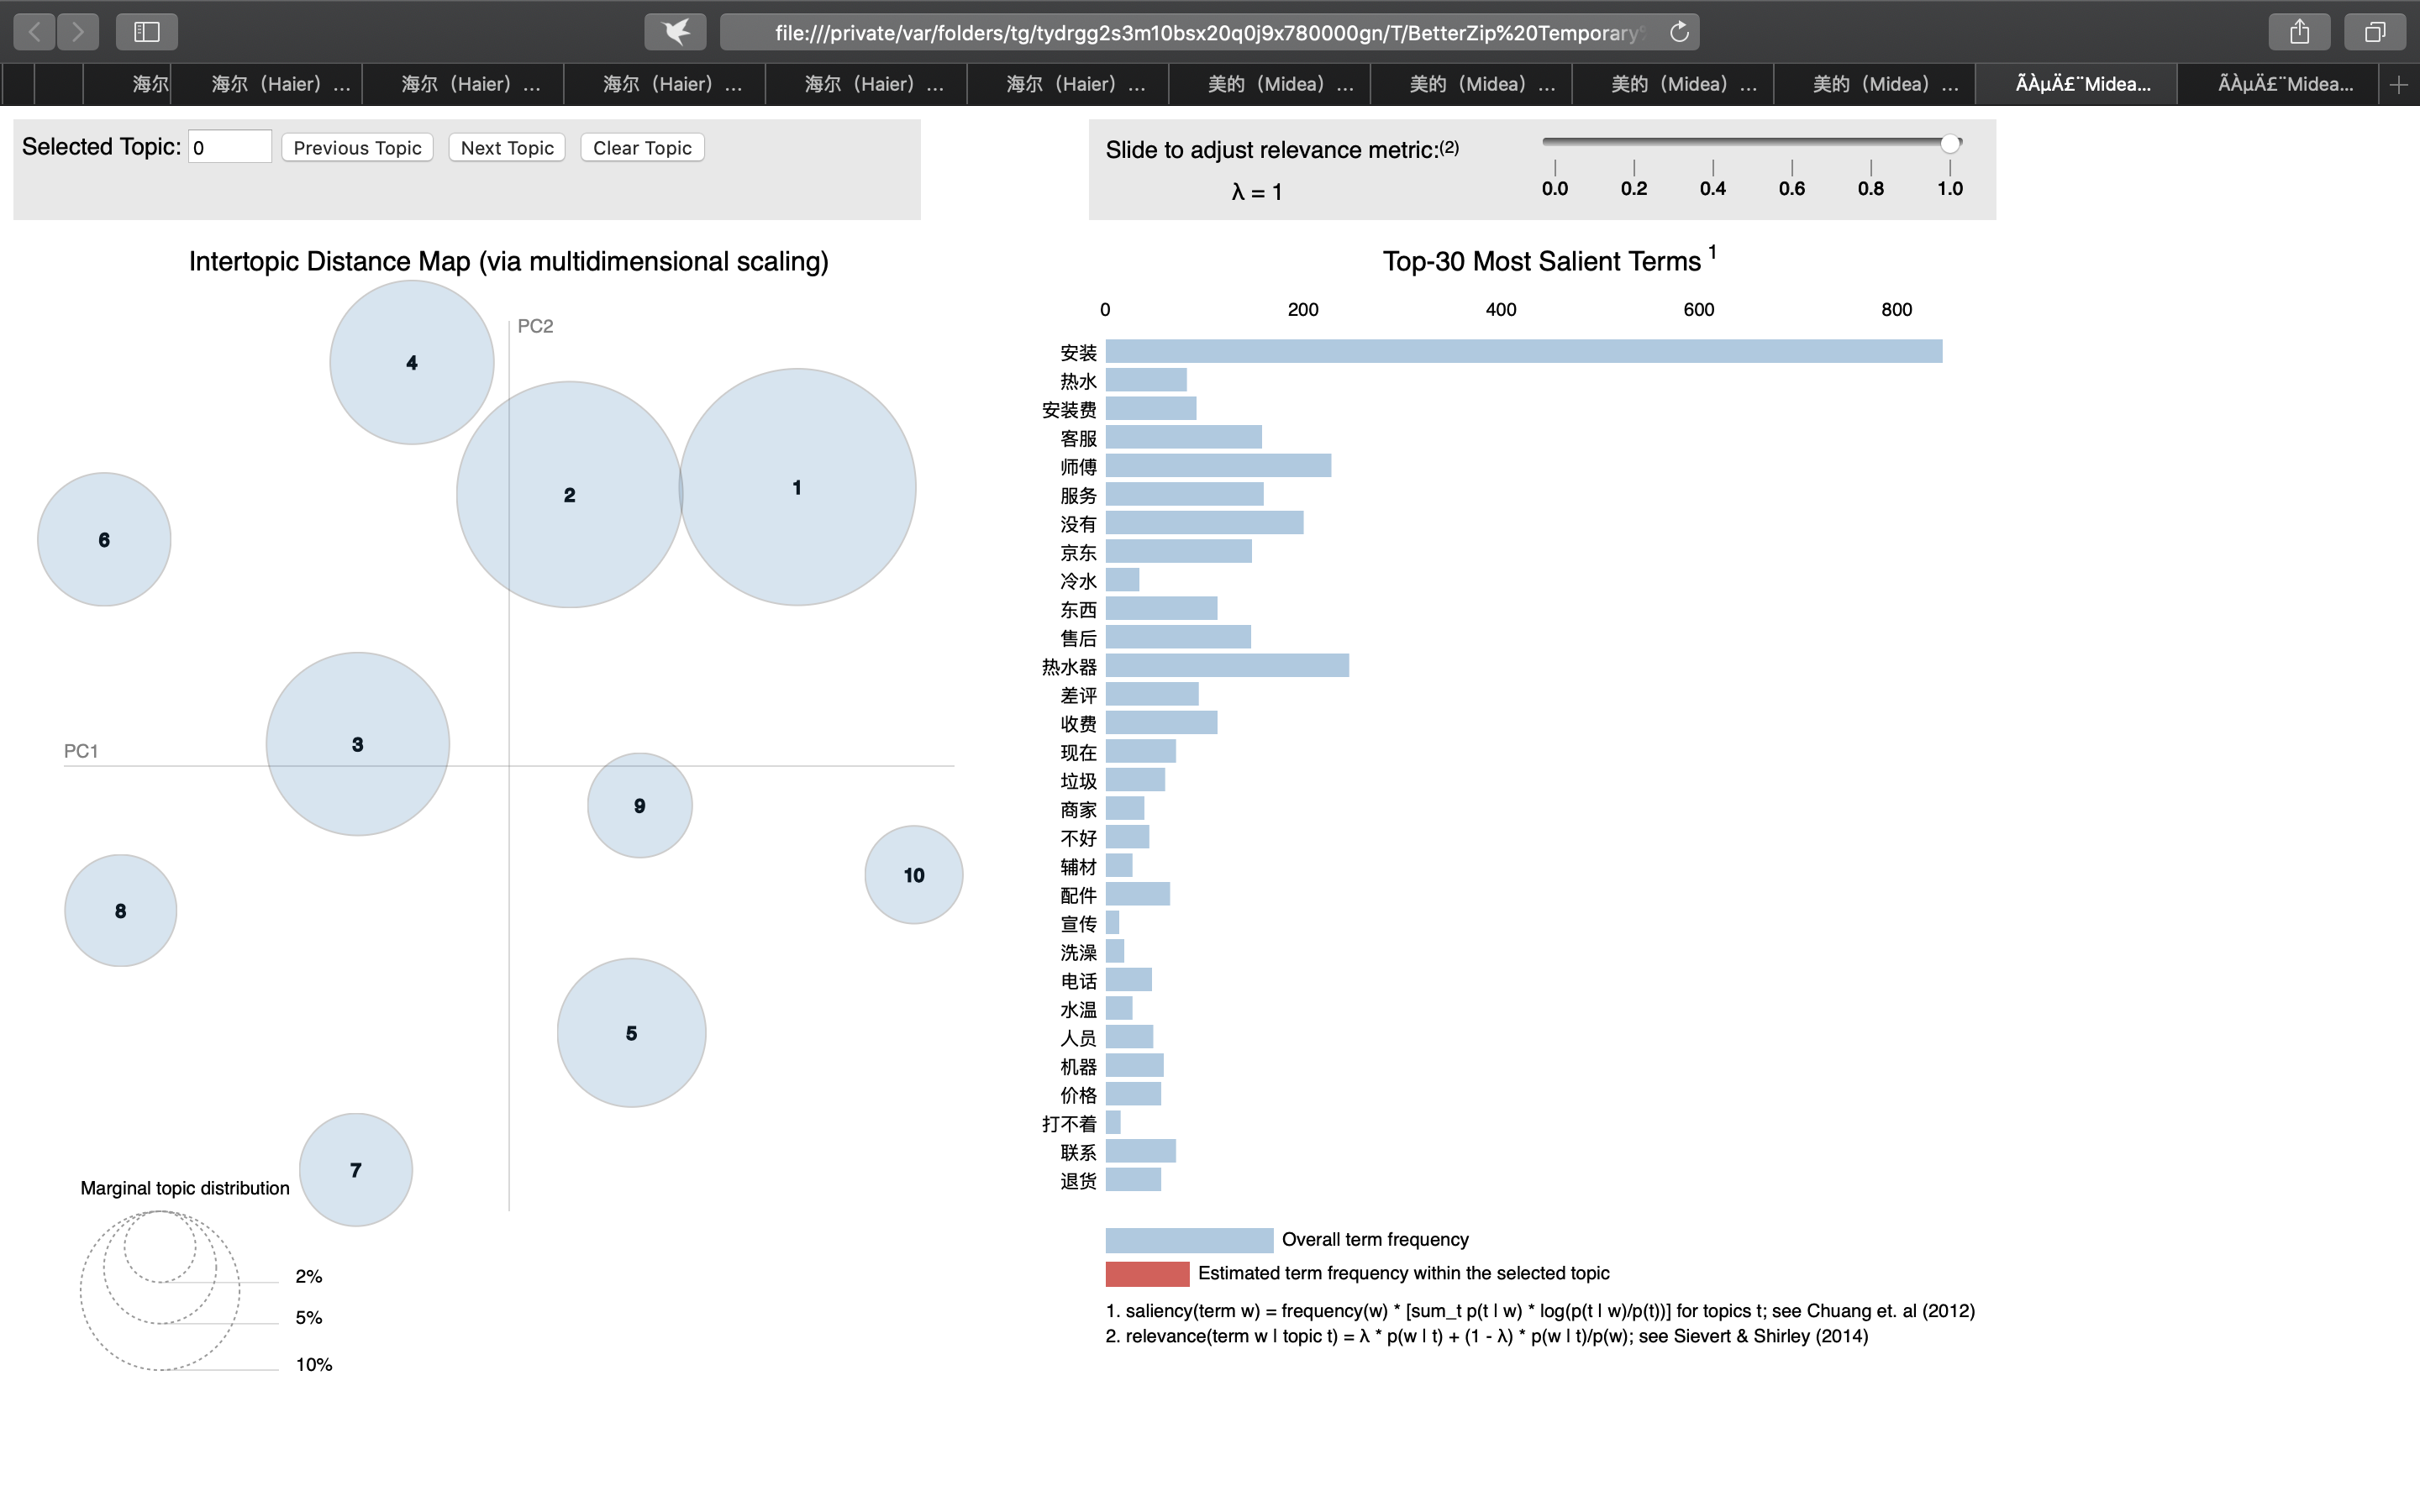 file:///private/var/folders/tg/tydrgg2s3m10bsx20q0j9x780000gn/T/BetterZip%20Temporary
海尔
海尔（Haier）...
海尔（Haier）...
海尔（Haier）...
海尔（Haier）...
海尔（Haier）...
美的（Midea）...
美的（Midea）...
美的（Midea）...
美的（Midea）...
ÃÀµÄ£¨Midea...
ÃÀµÄ£¨Midea...
Selected Topic: 0 Previous Topic Next Topic Clear Topic
Slide to adjust relevance metric:(2)
λ = 1
0.0 0.2 0.4 0.6 0.8 1.0
Intertopic Distance Map (via multidimensional scaling)
PC2
4
2
1
6
3
PC1
9
10
8
5
7
Marginal topic distribution
2%
5%
10%
Top-30 Most Salient Terms 1
0 200 400 600 800
安装
热水
安装费
客服
师傅
服务
没有
京东
冷水
东西
售后
热水器
差评
收费
现在
垃圾
商家
不好
辅材
配件
宣传
洗澡
电话
水温
人员
机器
价格
打不着
联系
退货
Overall term frequency
Estimated term frequency within the selected topic
1. saliency(term w) = frequency(w) * [sum_t p(t | w) * log(p(t | w)/p(t))] for topics t; see Chuang et. al (2012)
2. relevance(term w | topic t) = λ * p(w | t) + (1 - λ) * p(w | t)/p(w); see Sievert & Shirley (2014)